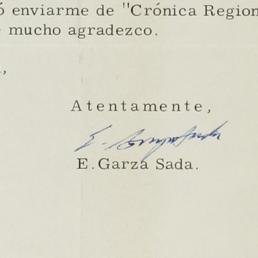 ó enviarme de "Crónica Region
mucho agradezco.
,
Atentamente,
E. Garza Sada.